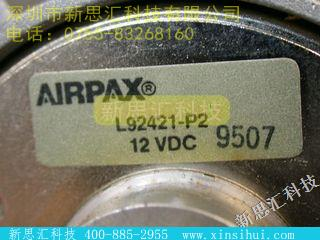 深圳市新思汇科技有限公司
电话：0755-83268160
AIRPAX®
新思汇科技
L92421-P2
12 VDC 9507
新思汇科技
新思汇科技 400-885-2955 www.xinsihui.com